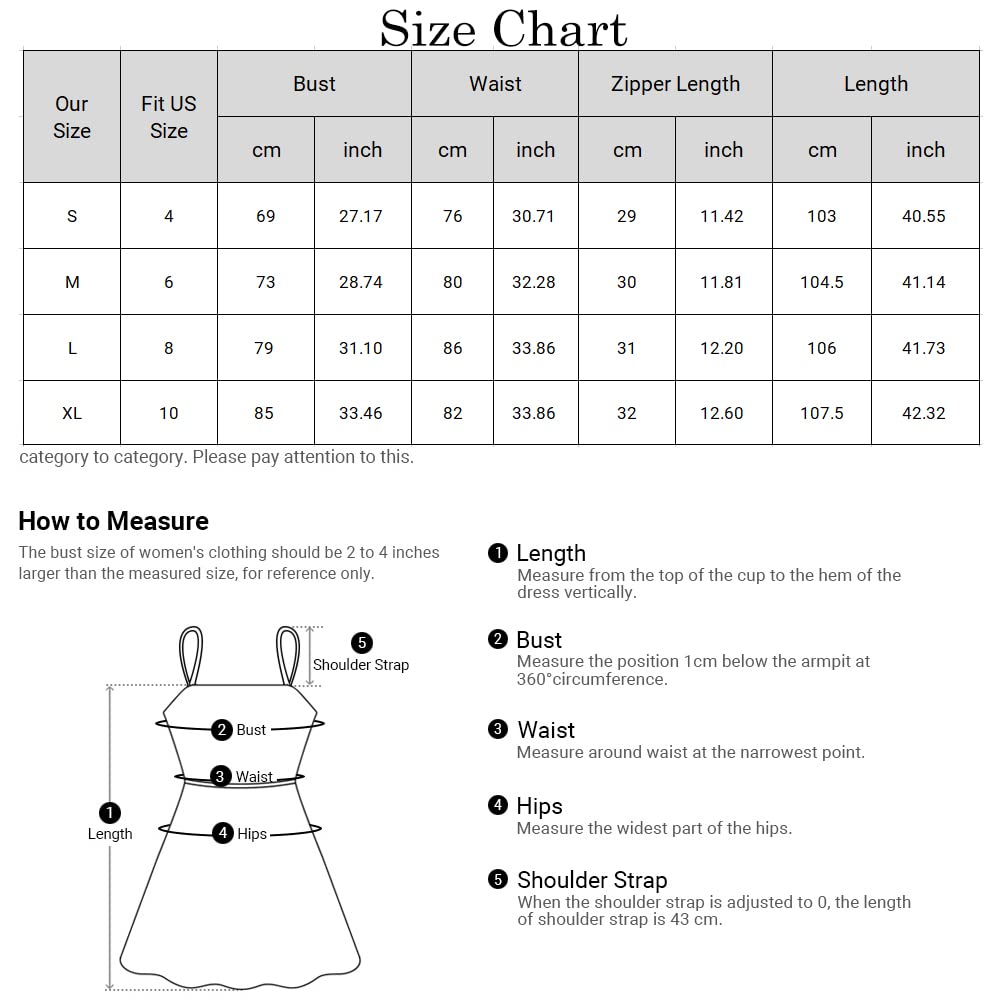 Size Chart
Our Size Fit US Size Bust Waist Zipper Length Length
cm inch cm inch cm inch cm inch
S 4 69 27.17 76 30.71 29 11.42 103 40.55
M 6 73 28.74 80 32.28 30 11.81 104.5 41.14
L 8 79 31.10 86 33.86 31 12.20 106 41.73
XL 10 85 33.46 82 33.86 32 12.60 107.5 42.32
category to category. Please pay attention to this.
How to Measure
The bust size of women's clothing should be 2 to 4 inches
larger than the measured size, for reference only.
5
Shoulder Strap
2 Bust
3 Waist
1
Length
4 Hips
1 Length
Measure from the top of the cup to the hem of the
dress vertically.
2 Bust
Measure the position 1cm below the armpit at
360°circumference.
3 Waist
Measure around waist at the narrowest point.
4 Hips
Measure the widest part of the hips.
5 Shoulder Strap
When the shoulder strap is adjusted to 0, the length
of shoulder strap is 43 cm.